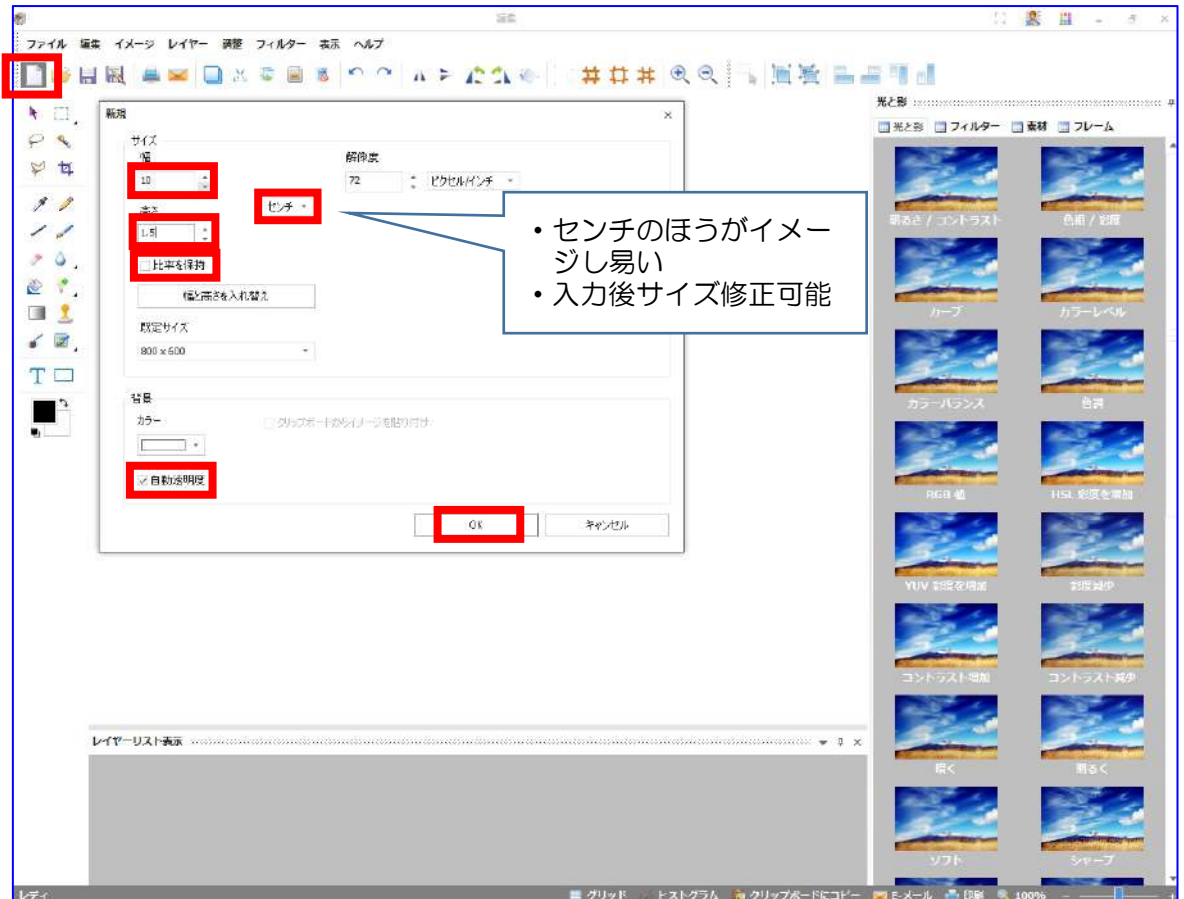 編集
ファイル 編集 イメージ レイヤー 調整 フィルター 表示 ヘルプ
新規
サイズ
幅
10
高さ
1.5
センチ
解像度
72 ピクセル/インチ
比率を保持
幅と高さを入れ替え
既定サイズ
800 x 600
背景
カラー
クリップボードからイメージを貼り付け
自動透明度
OK キャンセル
・センチのほうがイメー
ジし易い
・入力後サイズ修正可能
光と影
光と影 フィルター 素材 フレーム
明るさ / コントラスト 色相 / 彩度
カーブ カラーレベル
カラーバランス 色調
RGB 値 HSL 彩度を増加
YUV 彩度を増加 彩度減少
コントラスト増加 コントラスト減少
暗く 明るく
ソフト シャープ
レイヤーリスト表示
レディ
グリッド ヒストグラム クリップボードにコピー E-メール 印刷 100%